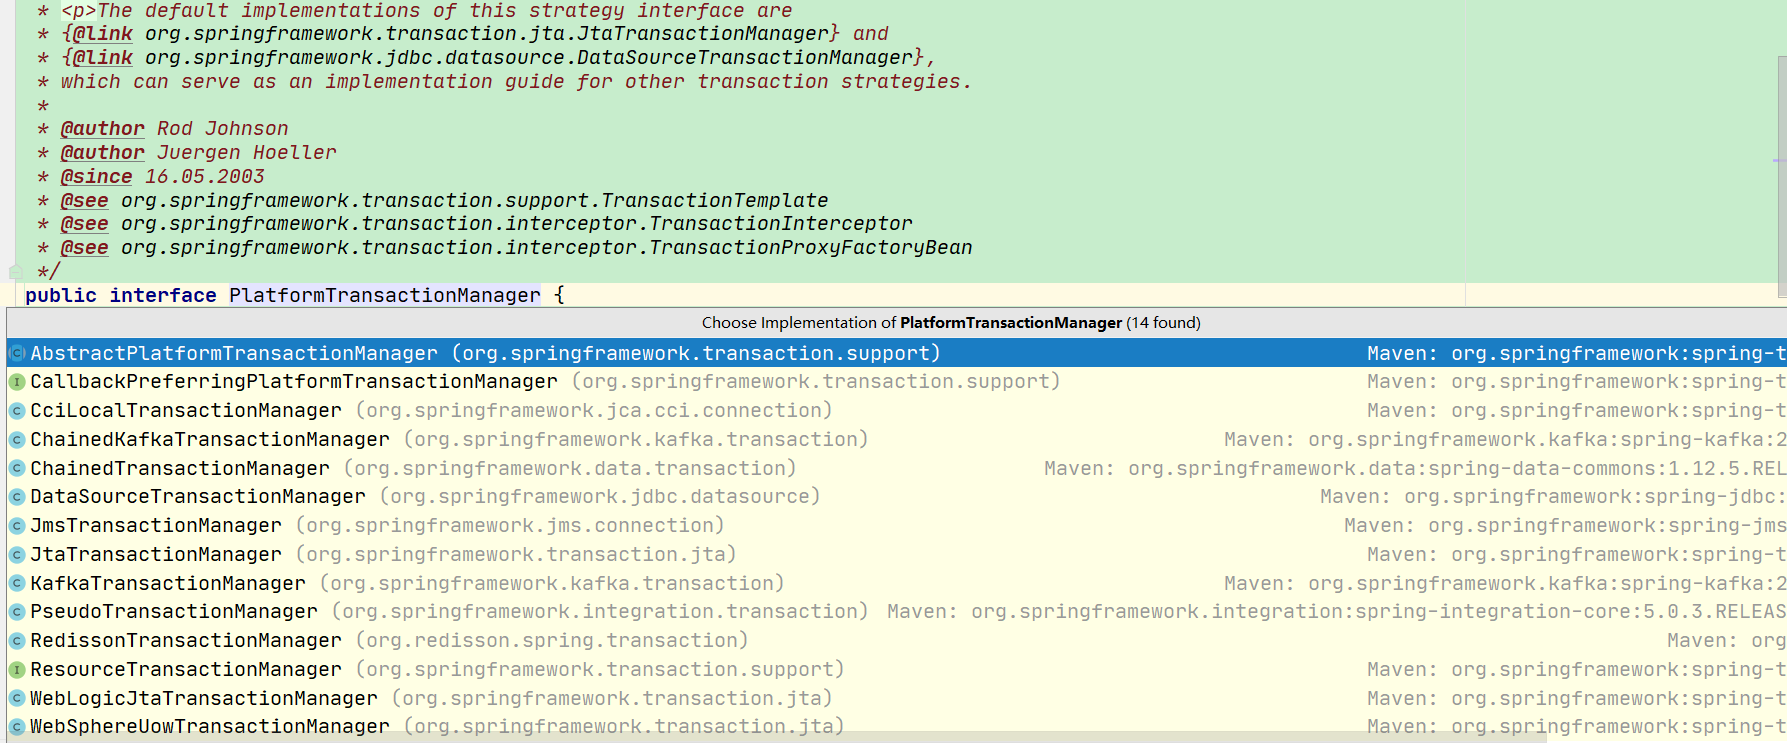 * <p>The default implementations of this strategy interface are
* {@link org.springframework.transaction.jta.JtaTransactionManager} and
* {@link org.springframework.jdbc.datasource.DataSourceTransactionManager},
* which can serve as an implementation guide for other transaction strategies.
*
* @author Rod Johnson
* @author Juergen Hoeller
* @since 16.05.2003
* @see org.springframework.transaction.support.TransactionTemplate
* @see org.springframework.transaction.interceptor.TransactionInterceptor
* @see org.springframework.transaction.interceptor.TransactionProxyFactoryBean
*/
public interface PlatformTransactionManager {
Choose Implementation of PlatformTransactionManager (14 found)
AbstractPlatformTransactionManager (org.springframework.transaction.support) Maven: org.springframework:spring-t
CallbackPreferringPlatformTransactionManager (org.springframework.transaction.support) Maven: org.springframework:spring-t
CciLocalTransactionManager (org.springframework.jca.cci.connection) Maven: org.springframework:spring-t
ChainedKafkaTransactionManager (org.springframework.kafka.transaction) Maven: org.springframework.kafka:spring-kafka:2
ChainedTransactionManager (org.springframework.data.transaction) Maven: org.springframework.data:spring-data-commons:1.12.5.REL
DataSourceTransactionManager (org.springframework.jdbc.datasource) Maven: org.springframework:spring-jdbc:
JmsTransactionManager (org.springframework.jms.connection) Maven: org.springframework:spring-jms
JtaTransactionManager (org.springframework.transaction.jta) Maven: org.springframework:spring-t
KafkaTransactionManager (org.springframework.kafka.transaction) Maven: org.springframework.kafka:spring-kafka:2
PseudoTransactionManager (org.springframework.integration.transaction) Maven: org.springframework.integration:spring-integration-core:5.0.3.RELEAS
RedissonTransactionManager (org.redisson.spring.transaction) Maven: org
ResourceTransactionManager (org.springframework.transaction.support) Maven: org.springframework:spring-t
WebLogicJtaTransactionManager (org.springframework.transaction.jta) Maven: org.springframework:spring-t
WebSphereUowTransactionManager (org.springframework.transaction.jta) Maven: org.springframework:spring-t